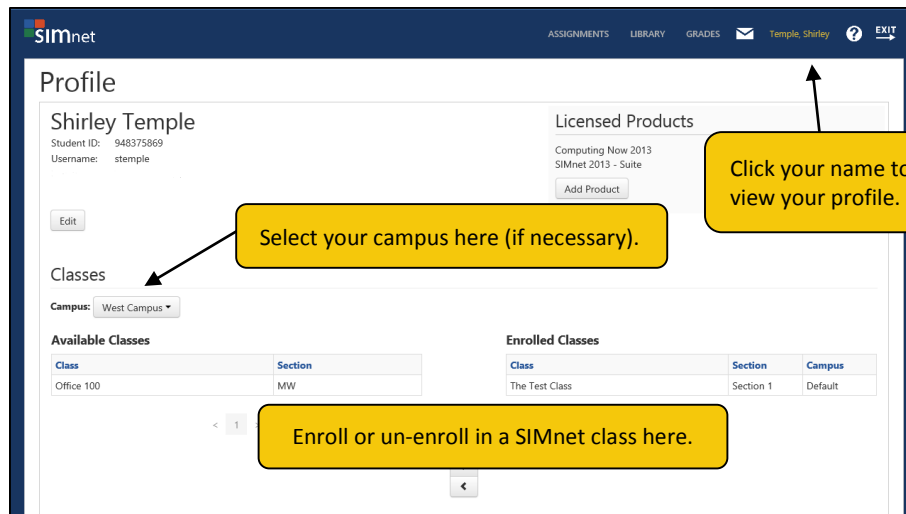 SIMnet
ASSIGNMENTS LIBRARY GRADES Temple, Shirley ? EXIT
Profile
Shirley Temple
Student ID: 948375869
Username: stemple
Edit
Licensed Products
Computing Now 2013
SIMnet 2013 - Suite
Add Product
Click your name to
view your profile.
Select your campus here (if necessary).
Classes
Campus: West Campus
Available Classes
Class Section
Office 100 MW
< 1
Enrolled Classes
Class Section Campus
The Test Class Section 1 Default
Enroll or un-enroll in a SIMnet class here.
<